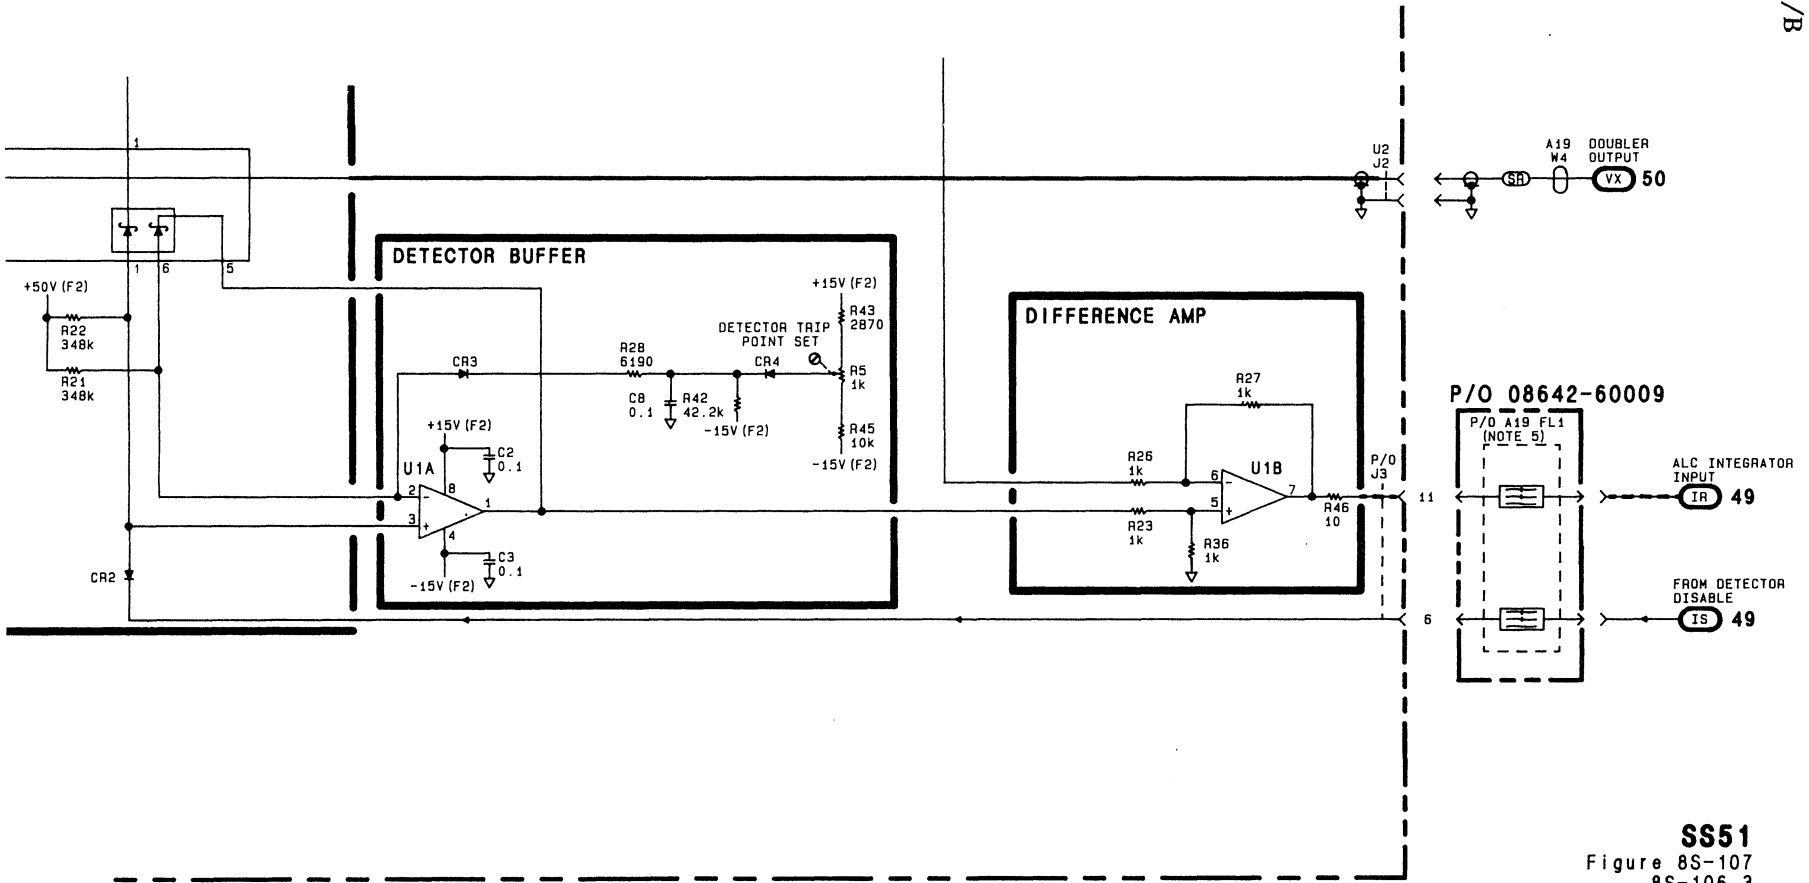 /B
1
U2
J2
A19
W4
DOUBLER
OUTPUT
SR
VX
50
1
6
5
+50V(F2)
R22
348k
R21
348k
CR2
DETECTOR BUFFER
+15V(F2)
R43
2870
DETECTOR TRIP
POINT SET
R28
6190
CR3
CR4
R5
1k
C8
0.1
R42
42.2k
-15V(F2)
R45
10k
-15V(F2)
+15V(F2)
C2
0.1
U1A
8
2
-
3
+
1
4
C3
0.1
-15V(F2)
DIFFERENCE AMP
R27
1k
R26
1k
6
-
5
+
U1B
7
R23
1k
R36
1k
R46
10
P/O
J3
11
6
P/O 08642-60009
P/O A19 FL1
(NOTE 5)
ALC INTEGRATOR
INPUT
IR
49
FROM DETECTOR
DISABLE
IS
49
SS51
Figure 8S-107
8S-106.3